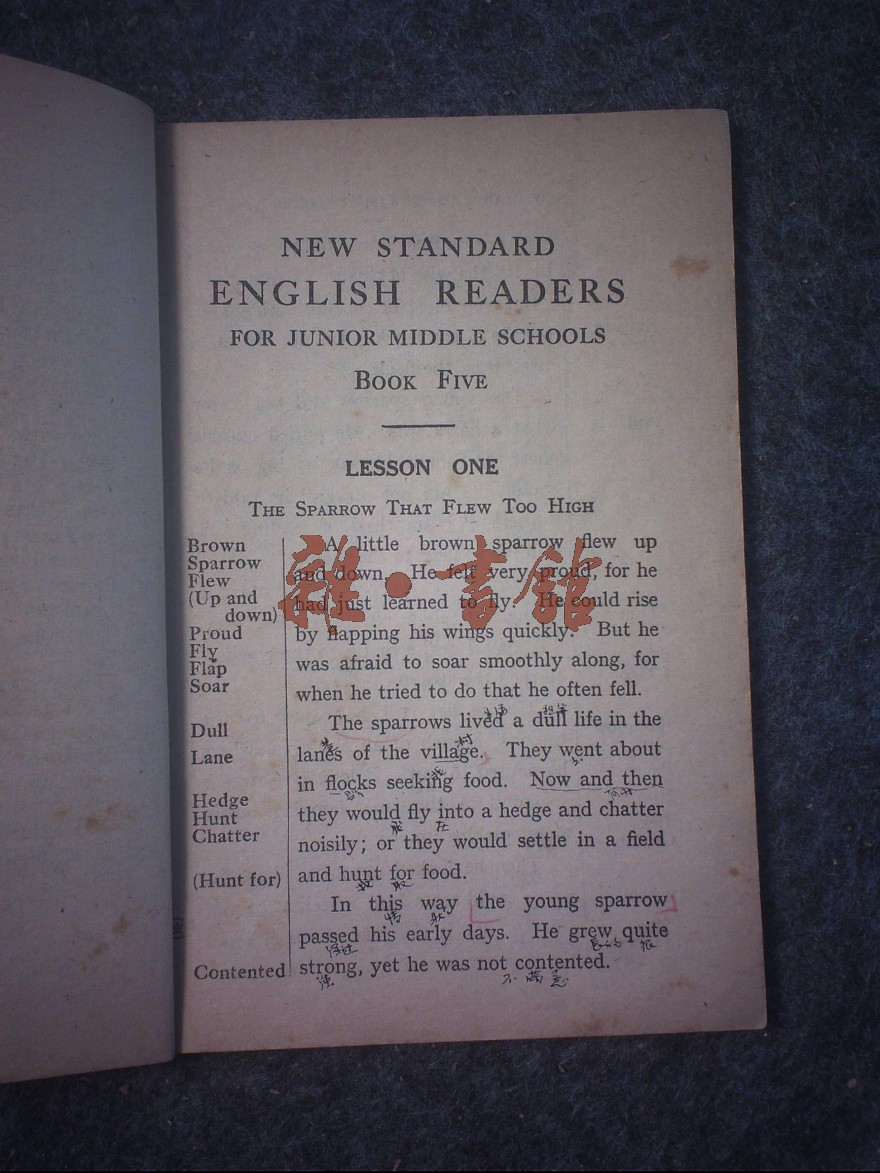 NEW STANDARD
ENGLISH READERS
FOR JUNIOR MIDDLE SCHOOLS
BOOK FIVE
LESSON ONE
THE SPARROW THAT FLEW TOO HIGH
Brown
Sparrow
Flew
(Up and
down)
Proud
Fly
Flap
Soar
Dull
Lane
Hedge
Hunt
Chatter
(Hunt for)
Contented
A little brown sparrow flew up
and down. He felt very proud, for he
had just learned to fly. He could rise
by flapping his wings quickly. But he
was afraid to soar smoothly along, for
when he tried to do that he often fell.
The sparrows lived a dull life in the
lanes of the village. They went about
in flocks seeking food. Now and then
they would fly into a hedge and chatter
noisily; or they would settle in a field
and hunt for food.
In this way the young sparrow
passed his early days. He grew quite
strong, yet he was not contented.
不滿意
雜·書館